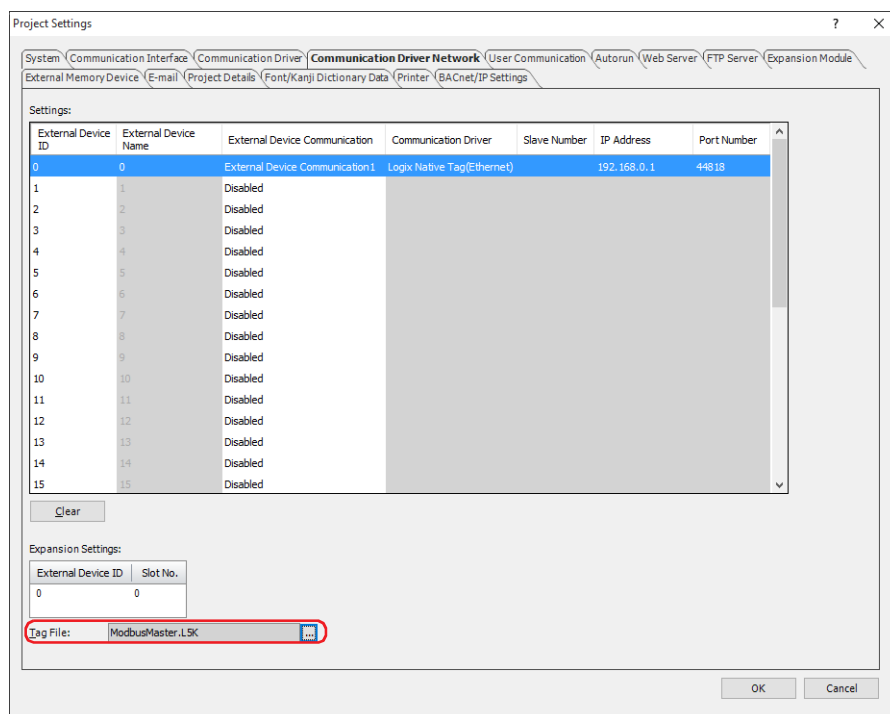 Project Settings ? ×
System Communication Interface Communication Driver Communication Driver Network User Communication Autorun Web Server FTP Server Expansion Module
External Memory Device E-mail Project Details Font/Kanji Dictionary Data Printer BACnet/IP Settings
Settings:
External Device ID External Device Name External Device Communication Communication Driver Slave Number IP Address Port Number
0 0 External Device Communication1 Logix Native Tag(Ethernet) 192.168.0.1 44818
1 1 Disabled
2 2 Disabled
3 3 Disabled
4 4 Disabled
5 5 Disabled
6 6 Disabled
7 7 Disabled
8 8 Disabled
9 9 Disabled
10 10 Disabled
11 11 Disabled
12 12 Disabled
13 13 Disabled
14 14 Disabled
15 15 Disabled
Clear
Expansion Settings:
External Device ID Slot No.
0 0
Tag File: ModbusMaster.L5K ...
OK Cancel